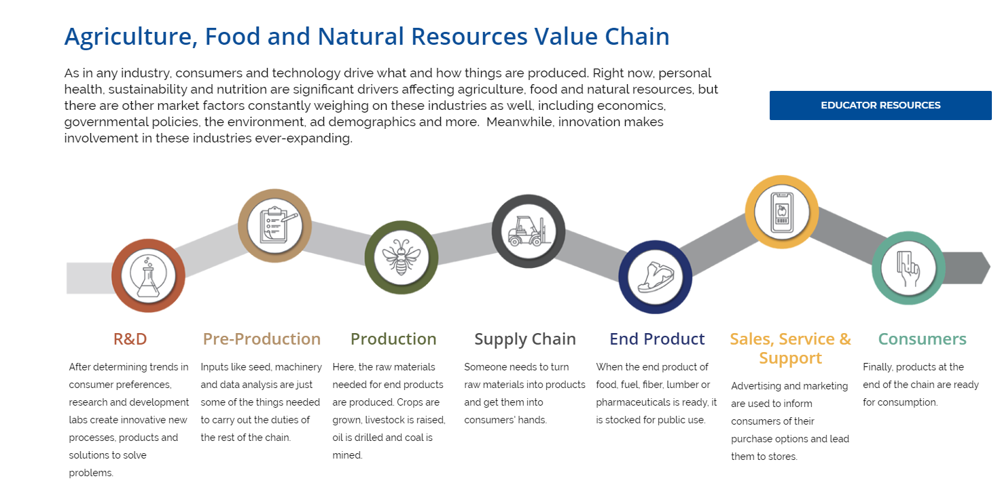 Agriculture, Food and Natural Resources Value Chain
As in any industry, consumers and technology drive what and how things are produced. Right now, personal
health, sustainability and nutrition are significant drivers affecting agriculture, food and natural resources, but
there are other market factors constantly weighing on these industries as well, including economics,
governmental policies, the environment, ad demographics and more.  Meanwhile, innovation makes
involvement in these industries ever-expanding.
EDUCATOR RESOURCES
R&D
After determining trends in
consumer preferences,
research and development
labs create innovative new
processes, products and
solutions to solve
problems.
Pre-Production
Inputs like seed, machinery
and data analysis are just
some of the things needed
to carry out the duties of
the rest of the chain.
Production
Here, the raw materials
needed for end products
are produced. Crops are
grown, livestock is raised,
oil is drilled and coal is
mined.
Supply Chain
Someone needs to turn
raw materials into products
and get them into
consumers' hands.
End Product
When the end product of
food, fuel, fiber, lumber or
pharmaceuticals is ready, it
is stocked for public use.
Sales, Service &
Support
Advertising and marketing
are used to inform
consumers of their
purchase options and lead
them to stores.
Consumers
Finally, products at the
end of the chain are ready
for consumption.